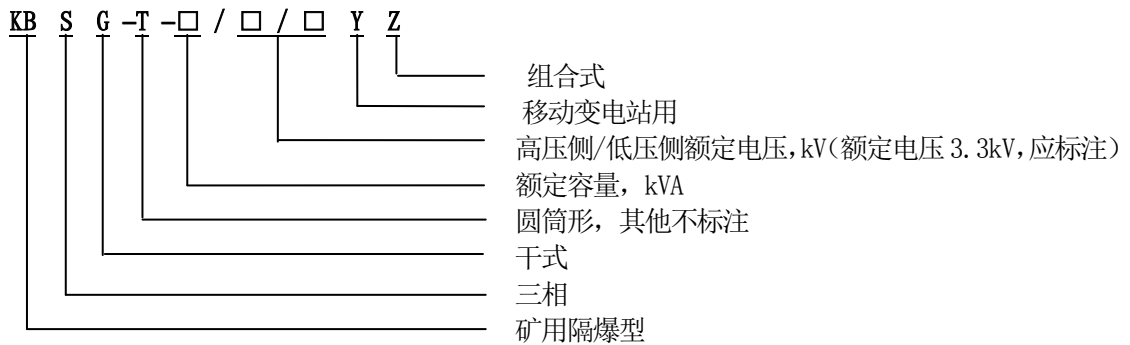 KB S G -T -□ / □ / □ Y Z
组合式
移动变电站用
高压侧/低压侧额定电压,kV(额定电压 3.3kV,应标注)
额定容量，kVA
圆筒形，其他不标注
干式
三相
矿用隔爆型